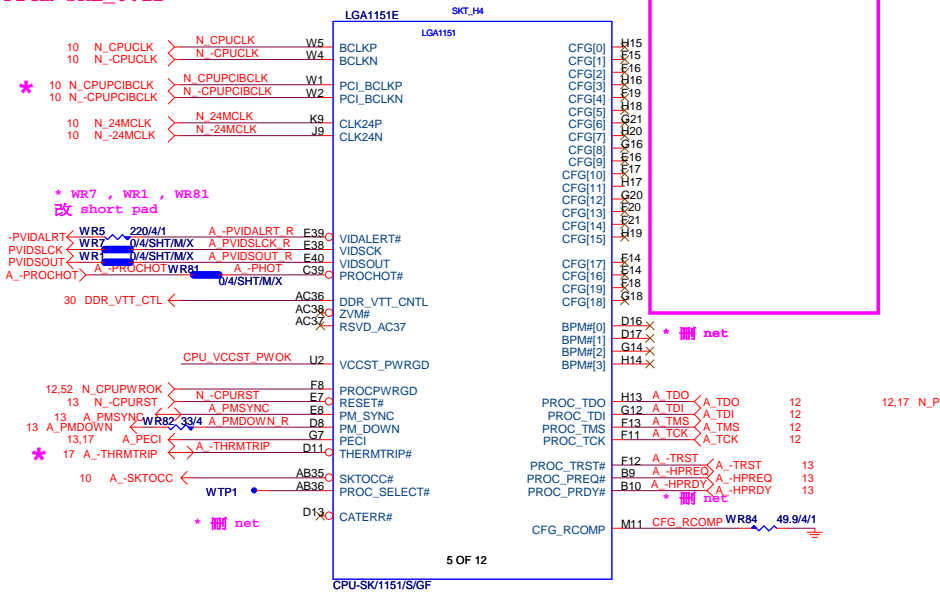 SKT_H4
LGA1151E
LGA1151
10 N_CPUCLK N_CPUCLK W5 BCLKP
10 N_-CPUCLK N_-CPUCLK W4 BCLKN
* 10 N_CPUPCIBCLK N_CPUPCIBCLK W1 PCI_BCLKP
10 N_-CPUPCIBCLK N_-CPUPCIBCLK W2 PCI_BCLKN
10 N_24MCLK N_24MCLK K9 CLK24P
10 N_-24MCLK N_-24MCLK J9 CLK24N
* WR7 , WR1 , WR81
改 short pad
-PVIDALRT WR5 220/4/1 A_-PVIDALRT_R E39 VIDALERT#
PVIDSLCK WR7 0/4/SHT/M/X A_PVIDSLCK_R E38 VIDSCK
PVIDSOUT WR1 0/4/SHT/M/X A_PVIDSOUT_R E40 VIDSOUT
A_-PROCHOT A_-PROCHOT WR81 A_-PHOT C39 PROCHOT#
0/4/SHT/M/X
30 DDR_VTT_CTL AC36 DDR_VTT_CNTL
AC38 ZVM#
AC37 RSVD_AC37
CPU_VCCST_PWOK U2 VCCST_PWRGD
12,52 N_CPUPWROK F8 PROCPWRGD
13 N_-CPURST N_-CPURST E7 RESET#
13 A_PMSYNC A_PMSYNC E8 PM_SYNC
13 A_PMDOWN WR82 33/4 A_PMDOWN_R D8 PM_DOWN
13,17 A_PECI G7 PECI
* 17 A_-THRMTRIP A_-THRMTRIP D11 THERMTRIP#
10 A_-SKTOCC AB35 SKTOCC#
WTP1 AB36 PROC_SELECT#
* 刪 net
D13 CATERR#
CFG[0] H15
CFG[1] F15
CFG[2] F16
CFG[3] H16
CFG[4] F19
CFG[5] H18
CFG[6] G21
CFG[7] H20
CFG[8] G16
CFG[9] E16
CFG[10] F17
CFG[11] H17
CFG[12] G20
CFG[13] F20
CFG[14] F21
CFG[15] H19
CFG[17] F14
CFG[16] E14
CFG[19] F18
CFG[18] G18
BPM#[0] D16
BPM#[1] D17
BPM#[2] G14
BPM#[3] H14
* 刪 net
PROC_TDO H13 A_TDO A_TDO 12
PROC_TDI G12 A_TDI A_TDI 12
PROC_TMS F13 A_TMS A_TMS 12
PROC_TCK F11 A_TCK A_TCK 12
12,17 N_P
PROC_TRST# F12 A_-TRST A_-TRST 13
PROC_PREQ# B9 A_-HPREQ A_-HPREQ 13
PROC_PRDY# B10 A_-HPRDY A_-HPRDY 13
* 刪 net
CFG_RCOMP M11 CFG_RCOMP WR84 49.9/4/1
5 OF 12
CPU-SK/1151/S/GF